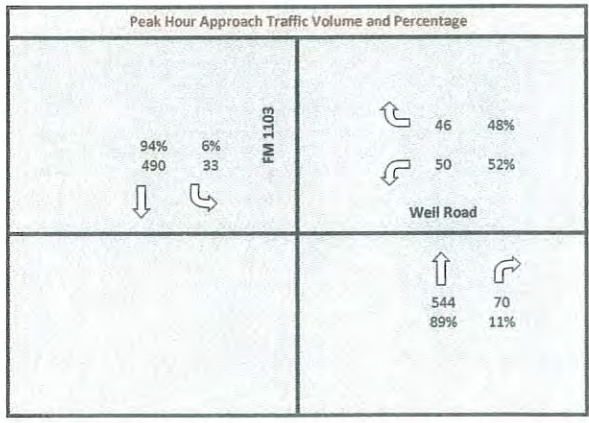 Peak Hour Approach Traffic Volume and Percentage
94% 6%
490 33
FM 1103
46 48%
50 52%
Weil Road
544 70
89% 11%